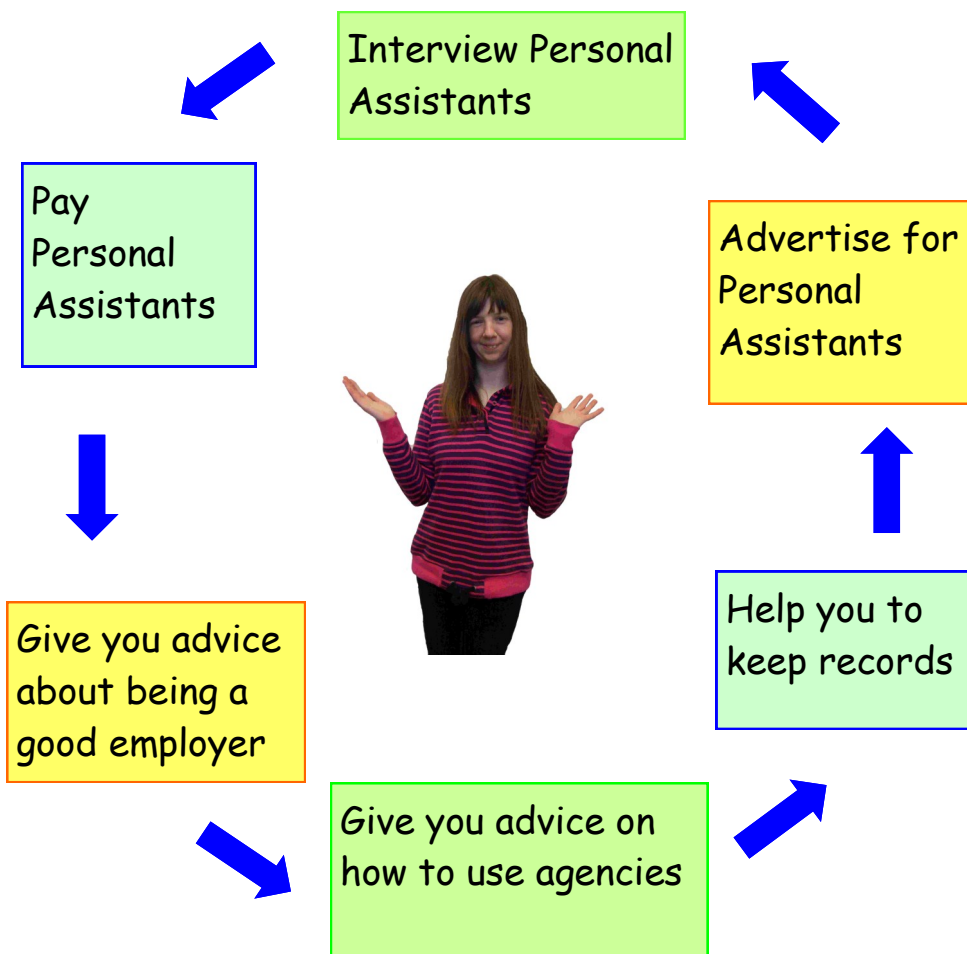 Interview Personal
Assistants
Pay
Personal
Assistants
Advertise for
Personal
Assistants
Give you advice
about being a
good employer
Help you to
keep records
Give you advice on
how to use agencies